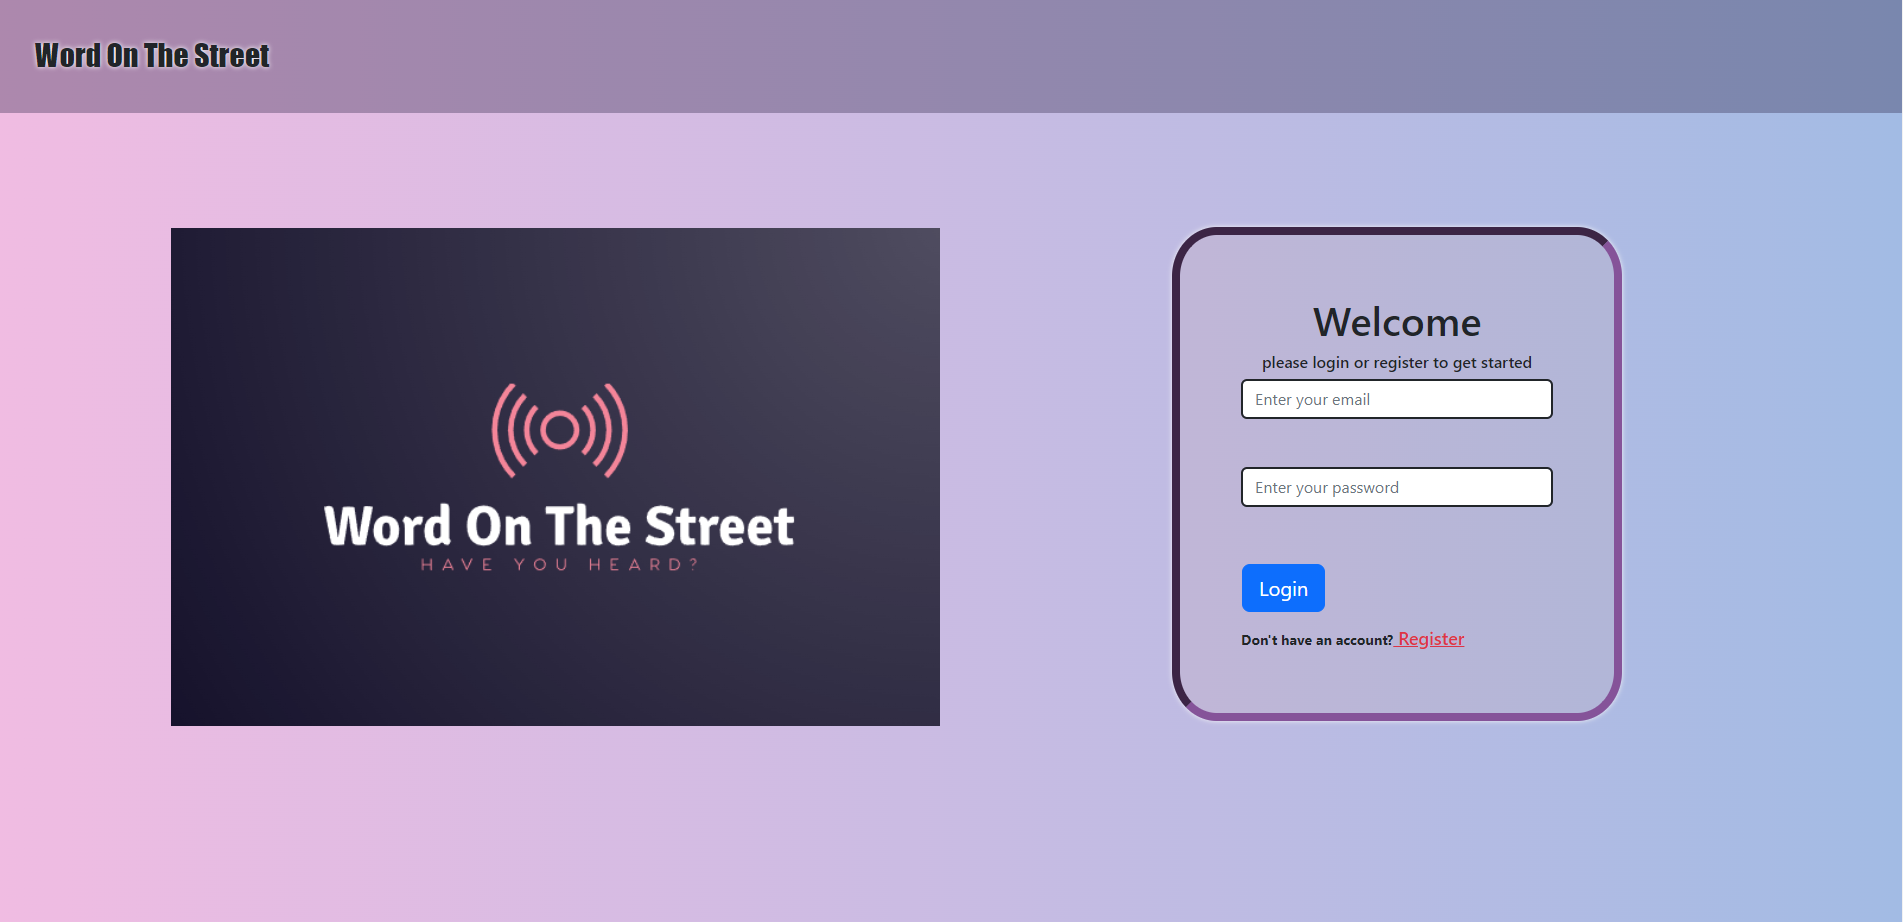 Word On The Street
Word On The Street
HAVE YOU HEARD?
Welcome
please login or register to get started
Enter your email
Enter your password
Login
Don't have an account? Register